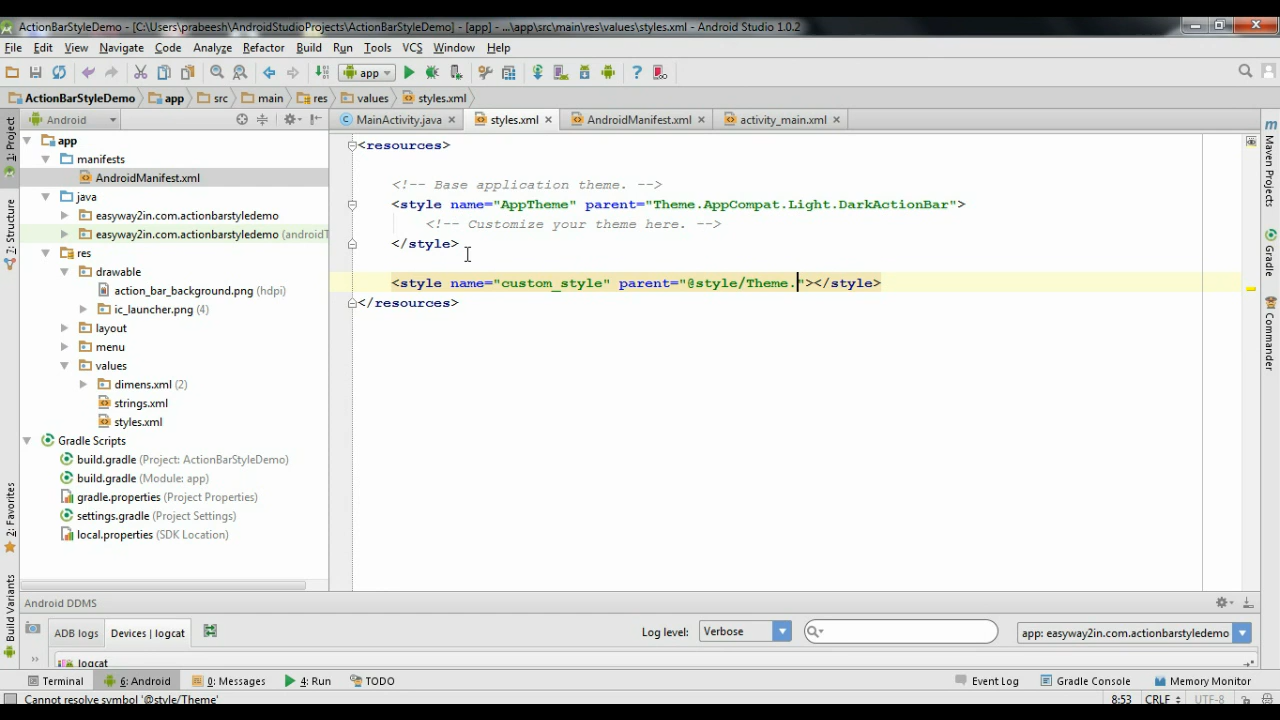 ActionBarStyleDemo - [C:\Users\prabeesh\AndroidStudioProjects\ActionBarStyleDemo] - [app] - ...\app\src\main\res\values\styles.xml - Android Studio 1.0.2
File Edit View Navigate Code Analyze Refactor Build Run Tools VCS Window Help
app
ActionBarStyleDemo app src main res values styles.xml
Android
MainActivity.java styles.xml AndroidManifest.xml activity_main.xml
1: Project
7: Structure
2: Favorites
Build Variants
app
manifests
AndroidManifest.xml
java
easyway2in.com.actionbarstyledemo
easyway2in.com.actionbarstyledemo (androidT
res
drawable
action_bar_background.png (hdpi)
ic_launcher.png (4)
layout
menu
values
dimens.xml (2)
strings.xml
styles.xml
Gradle Scripts
build.gradle (Project: ActionBarStyleDemo)
build.gradle (Module: app)
gradle.properties (Project Properties)
settings.gradle (Project Settings)
local.properties (SDK Location)
<resources>
<!-- Base application theme. -->
<style name="AppTheme" parent="Theme.AppCompat.Light.DarkActionBar">
<!-- Customize your theme here. -->
</style>
<style name="custom_style" parent="@style/Theme."></style>
</resources>
Maven Projects
Gradle
Commander
Android DDMS
ADB logs Devices | logcat Log level: Verbose app: easyway2in.com.actionbarstyledemo
logcat
Terminal 6: Android 0: Messages 4: Run TODO Event Log Gradle Console Memory Monitor
Cannot resolve symbol '@style/Theme' 8:53 CRLF UTF-8